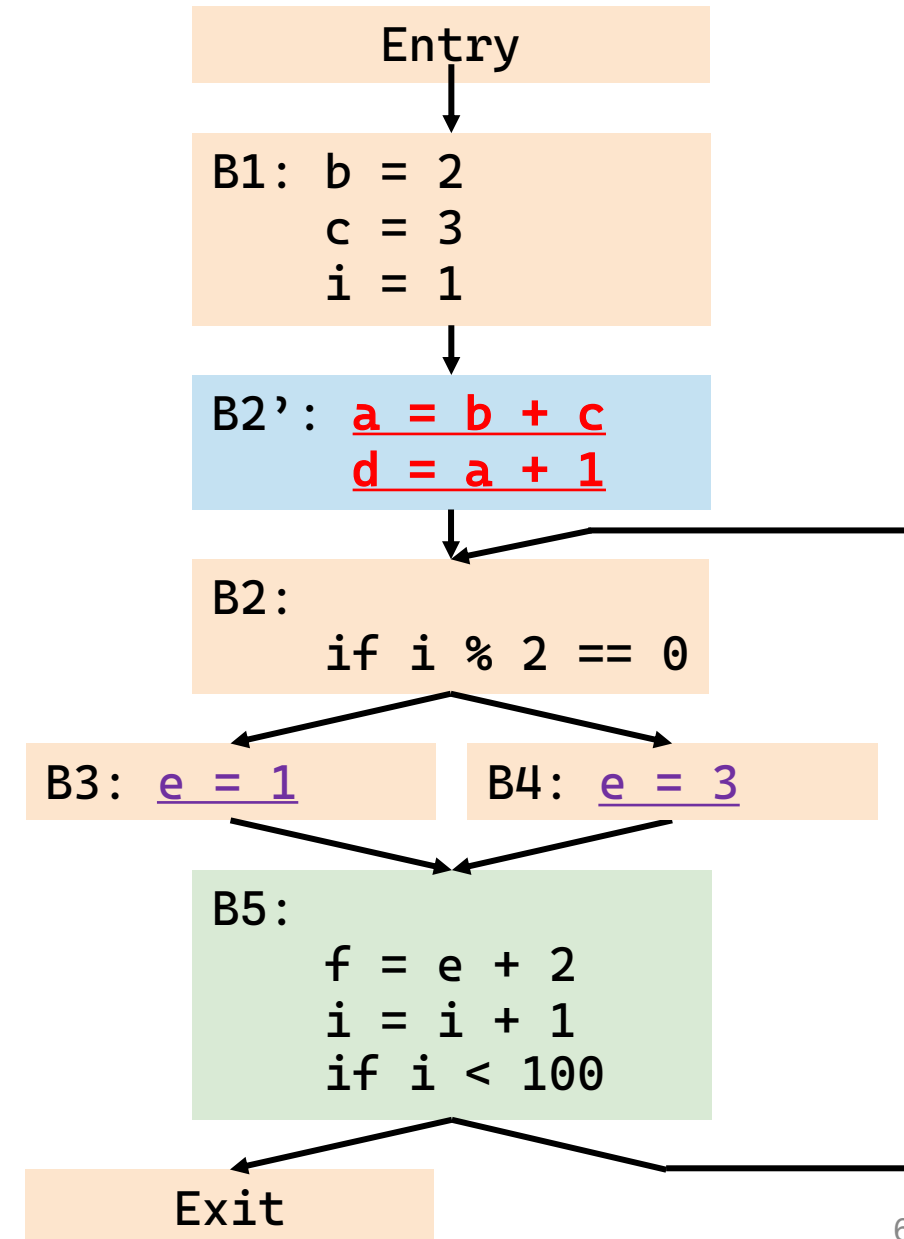 Entry
B1: b = 2
c = 3
i = 1
B2’: a = b + c
d = a + 1
B2:
if i % 2 == 0
B3: e = 1
B4: e = 3
B5:
f = e + 2
i = i + 1
if i < 100
Exit